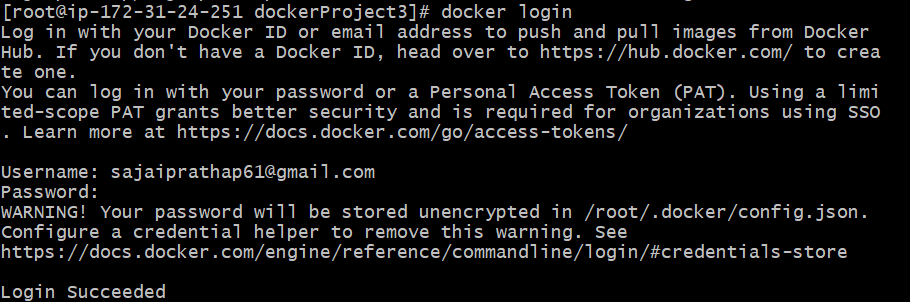 [root@ip-172-31-24-251 dockerProject3]# docker login
Log in with your Docker ID or email address to push and pull images from Docker
Hub. If you don't have a Docker ID, head over to https://hub.docker.com/ to crea
te one.
You can log in with your password or a Personal Access Token (PAT). Using a limi
ted-scope PAT grants better security and is required for organizations using SSO
. Learn more at https://docs.docker.com/go/access-tokens/
Username: sajaiprathap61@gmail.com
Password:
WARNING! Your password will be stored unencrypted in /root/.docker/config.json.
Configure a credential helper to remove this warning. See
https://docs.docker.com/engine/reference/commandline/login/#credentials-store
Login Succeeded